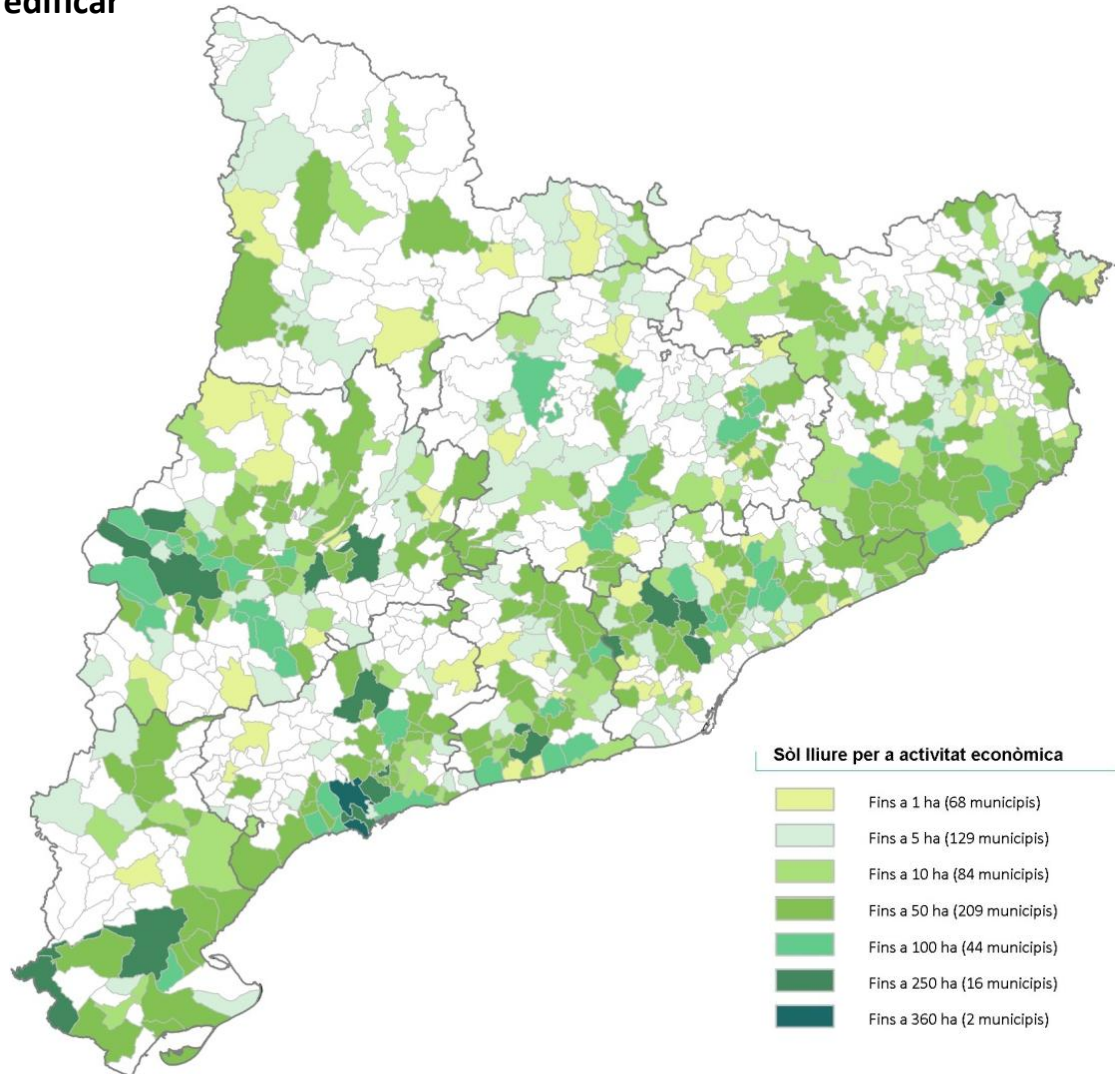 edificar
Sòl lliure per a activitat econòmica
Fins a 1 ha (68 municipis)
Fins a 5 ha (129 municipis)
Fins a 10 ha (84 municipis)
Fins a 50 ha (209 municipis)
Fins a 100 ha (44 municipis)
Fins a 250 ha (16 municipis)
Fins a 360 ha (2 municipis)